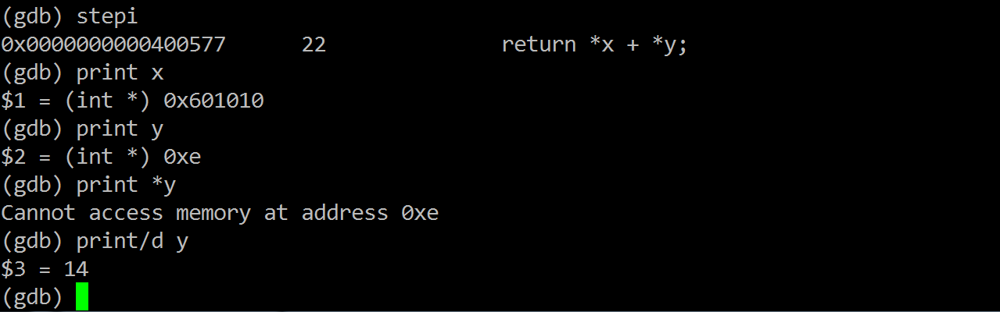 (gdb) stepi
0x0000000000400577      22              return *x + *y;
(gdb) print x
$1 = (int *) 0x601010
(gdb) print y
$2 = (int *) 0xe
(gdb) print *y
Cannot access memory at address 0xe
(gdb) print/d y
$3 = 14
(gdb)